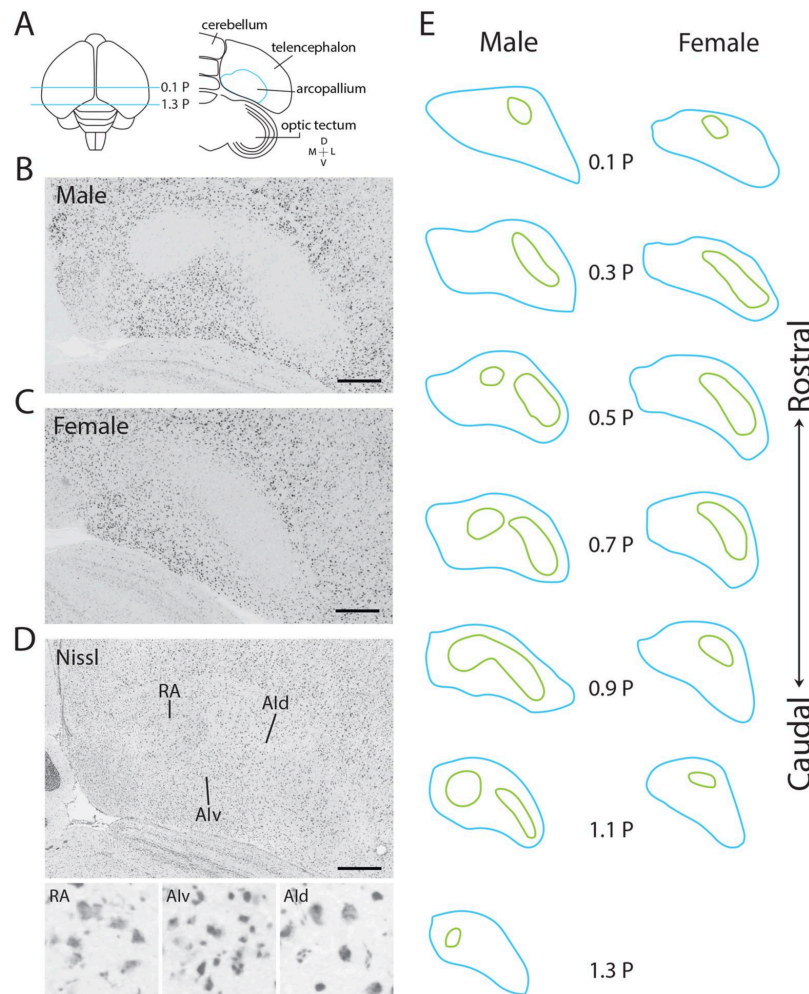 A
cerebellum
telencephalon
0.1 P
1.3 P
arcopallium
optic tectum
D
M L
V
B
Male
C
Female
D
Nissl
RA
AId
AIv
RA
AIv
AId
E
Male
Female
0.1 P
0.3 P
0.5 P
0.7 P
0.9 P
1.1 P
1.3 P
Rostral
Caudal